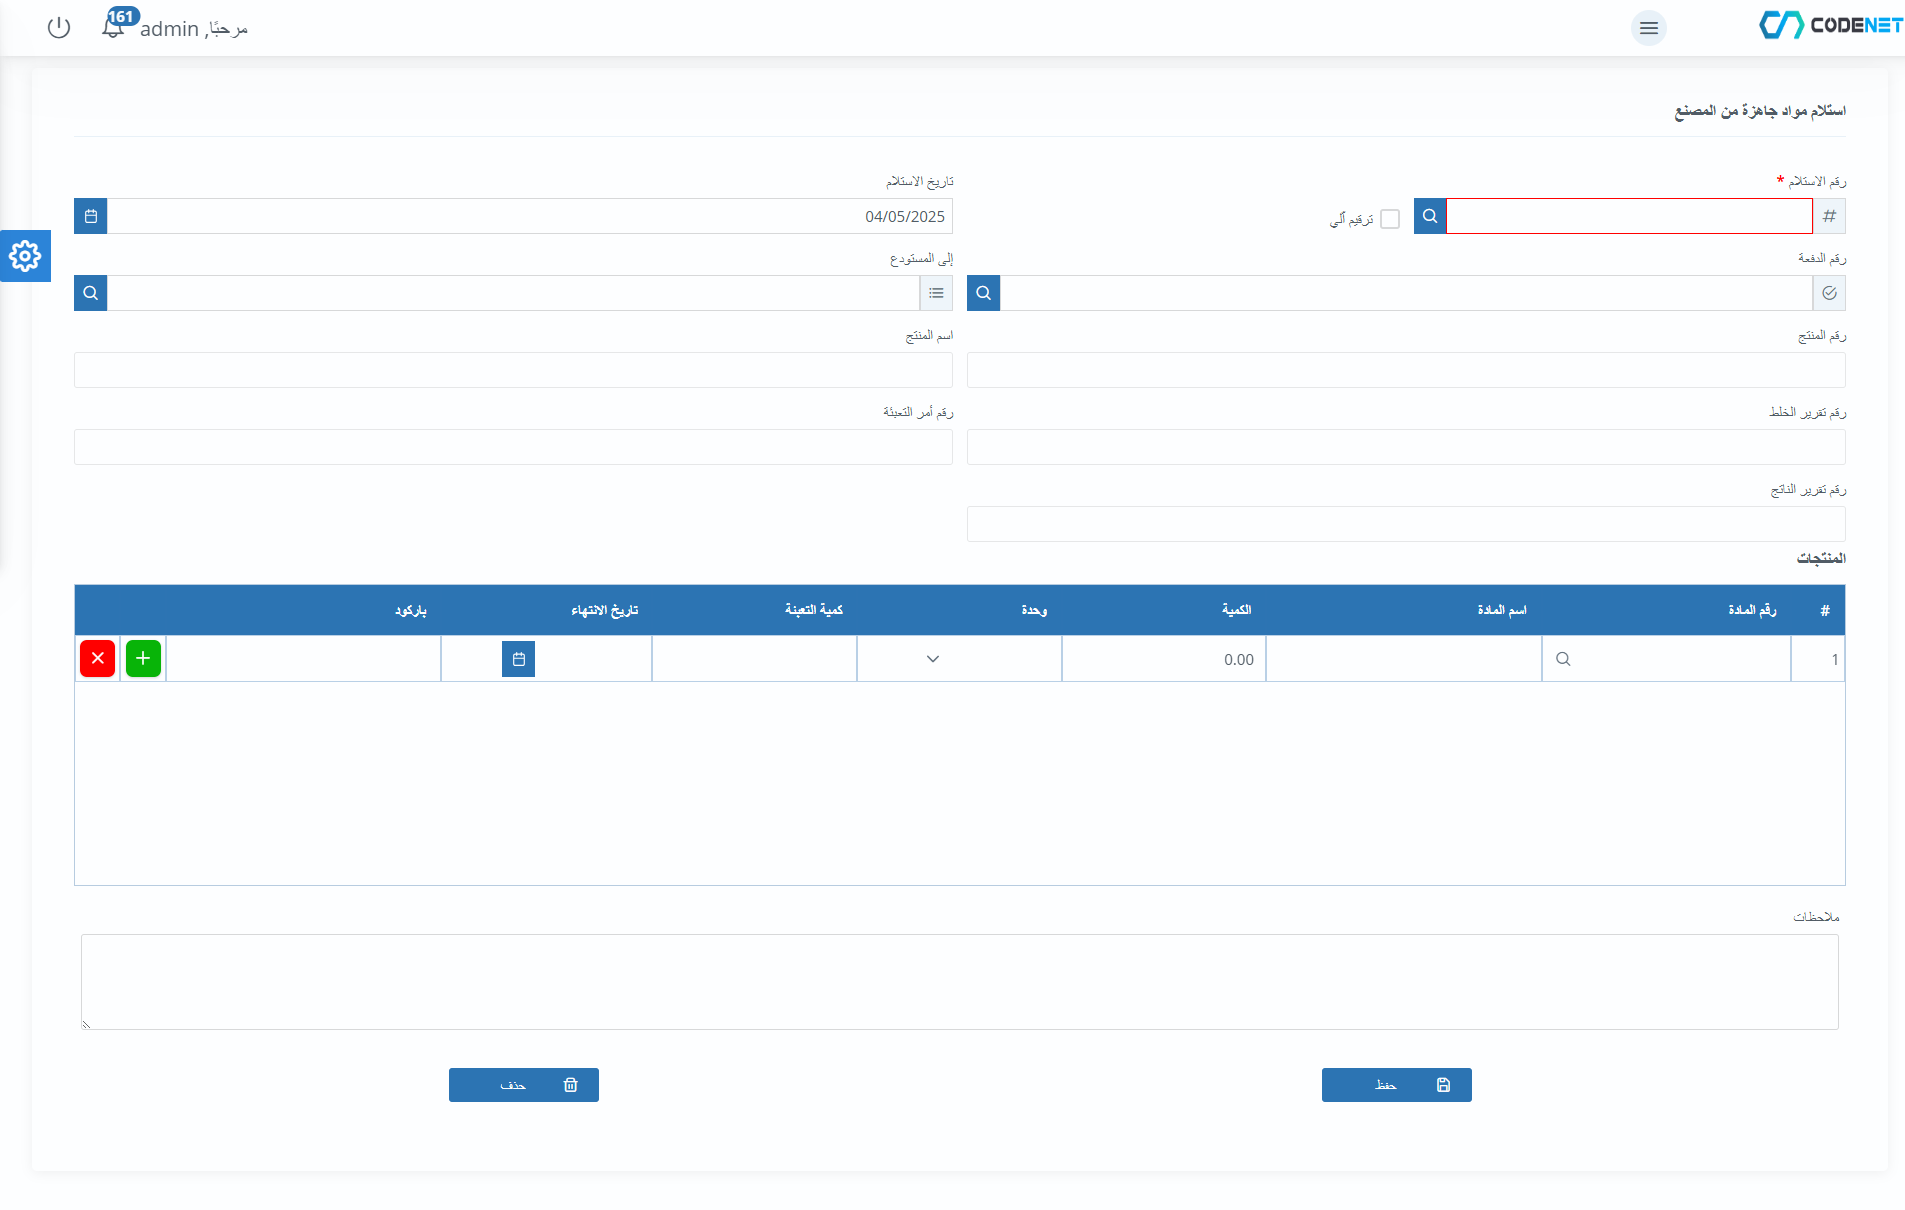 CODENET
مرحبًا, admin
161
استلام مواد جاهزة من المصنع
رقم الاستلام *
تاريخ الاستلام
#
ترقيم آلي
04/05/2025
رقم الدفعة
إلى المستودع
رقم المنتج
اسم المنتج
رقم تقرير الخلط
رقم أمر التعبئة
رقم تقرير الناتج
المنتجات
# رقم المادة اسم المادة الكمية وحدة كمية التعبئة تاريخ الانتهاء باركود
1 0.00
ملاحظات
حفظ
حذف